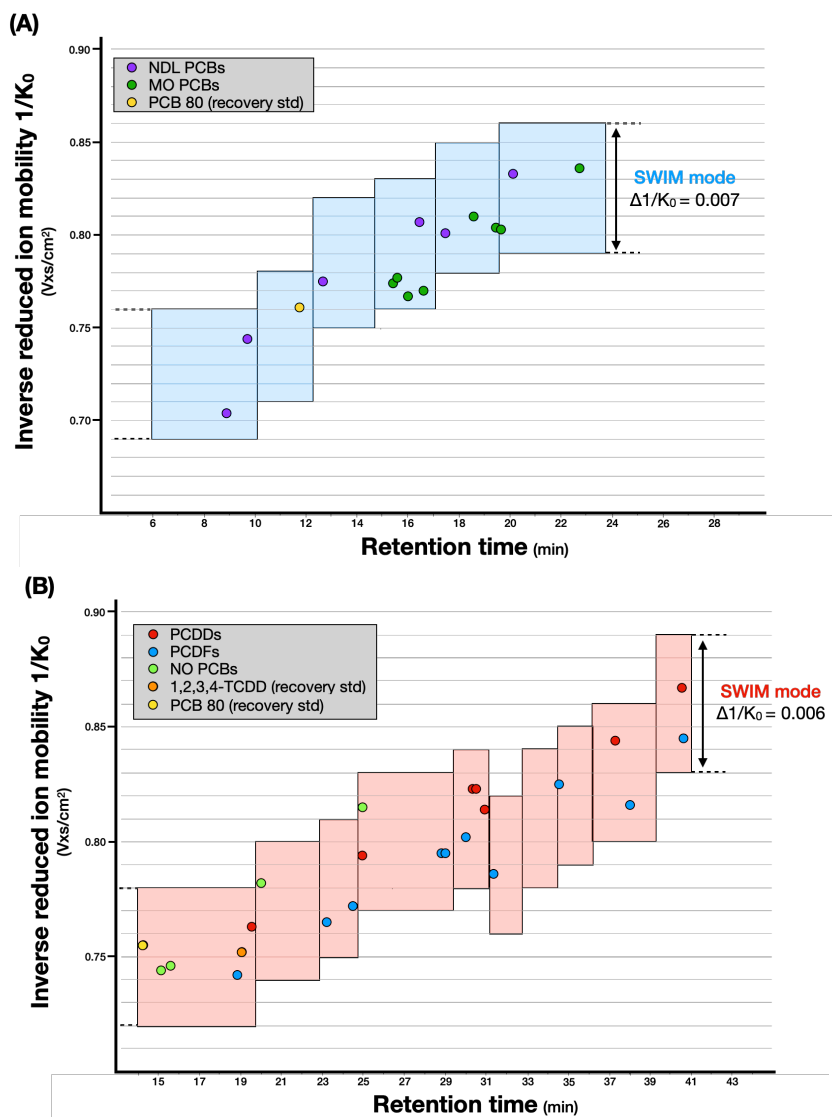 (A)
Inverse reduced ion mobility 1/K₀
(Vxs/cm²)
0.90
0.85
0.80
0.75
0.70
NDL PCBs
MO PCBs
PCB 80 (recovery std)
SWIM mode
Δ1/K₀ = 0.007
6 8 10 12 14 16 18 20 22 24 26 28
Retention time (min)
(B)
Inverse reduced ion mobility 1/K₀
(Vxs/cm²)
0.90
0.85
0.80
0.75
PCDDs
PCDFs
NO PCBs
1,2,3,4-TCDD (recovery std)
PCB 80 (recovery std)
SWIM mode
Δ1/K₀ = 0.006
15 17 19 21 23 25 27 29 31 33 35 37 39 41 43
Retention time (min)